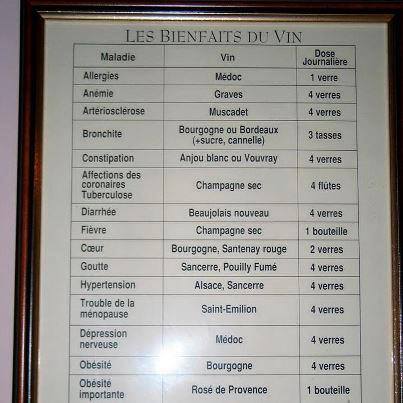 LES BIENFAITS DU VIN
Maladie Vin Dose Journalière
Allergies Médoc 1 verre
Anémie Graves 4 verres
Artériosclérose Muscadet 4 verres
Bronchite Bourgogne ou Bordeaux (+sucre, cannelle) 3 tasses
Constipation Anjou blanc ou Vouvray 4 verres
Affections des coronaires Tuberculose Champagne sec 4 flûtes
Diarrhée Beaujolais nouveau 4 verres
Fièvre Champagne sec 1 bouteille
Cœur Bourgogne, Santenay rouge 2 verres
Goutte Sancerre, Pouilly Fumé 4 verres
Hypertension Alsace, Sancerre 4 verres
Trouble de la ménopause Saint-Emilion 4 verres
Dépression nerveuse Médoc 4 verres
Obésité Bourgogne 4 verres
Obésité importante Rosé de Provence 1 bouteille